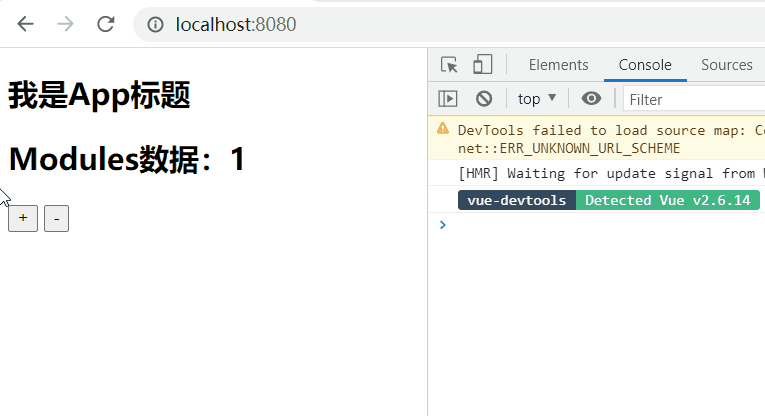 localhost:8080
Elements Console Sources
top Filter
我是App标题
DevTools failed to load source map:
net::ERR_UNKNOWN_URL_SCHEME
Modules数据：1
[HMR] Waiting for update signal from
vue-devtools Detected Vue v2.6.14
+ -